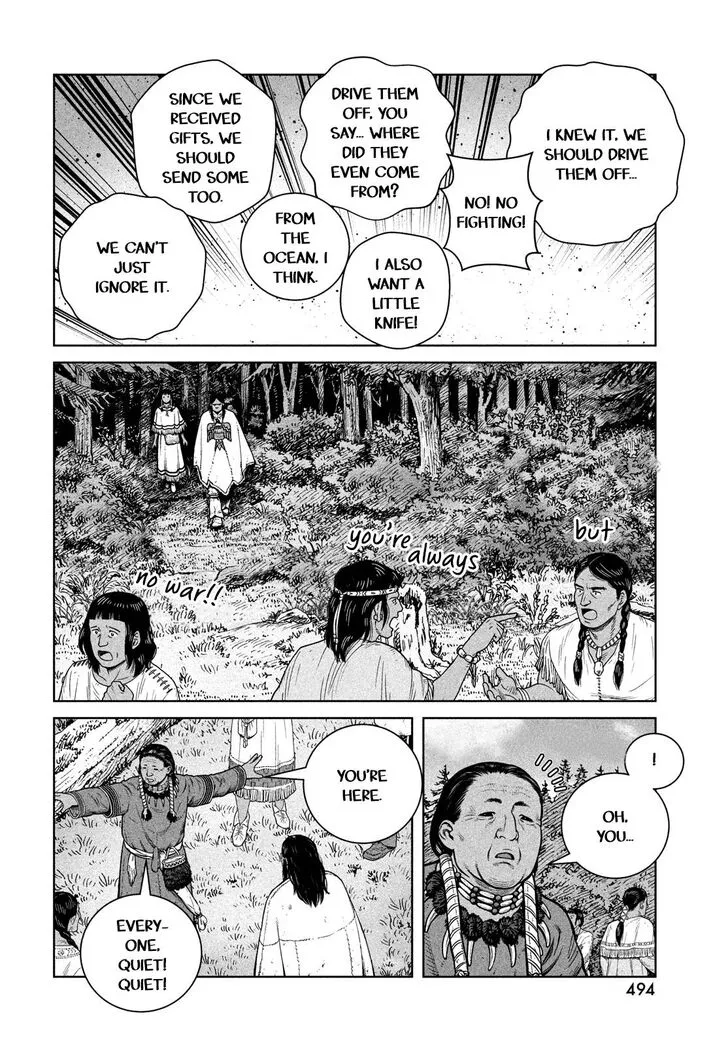 I KNEW IT, WE
SHOULD DRIVE
THEM OFF...
NO! NO
FIGHTING!
DRIVE THEM
OFF, YOU
SAY... WHERE
DID THEY
EVEN COME
FROM?
I ALSO
WANT A
LITTLE
KNIFE!
FROM
THE
OCEAN, I
THINK.
SINCE WE
RECEIVED
GIFTS, WE
SHOULD
SEND SOME
TOO.
WE CAN'T
JUST
IGNORE IT.
but
you're
always
no war!!
!
OH,
YOU...
YOU'RE
HERE.
EVERY-
ONE,
QUIET!
QUIET!
494